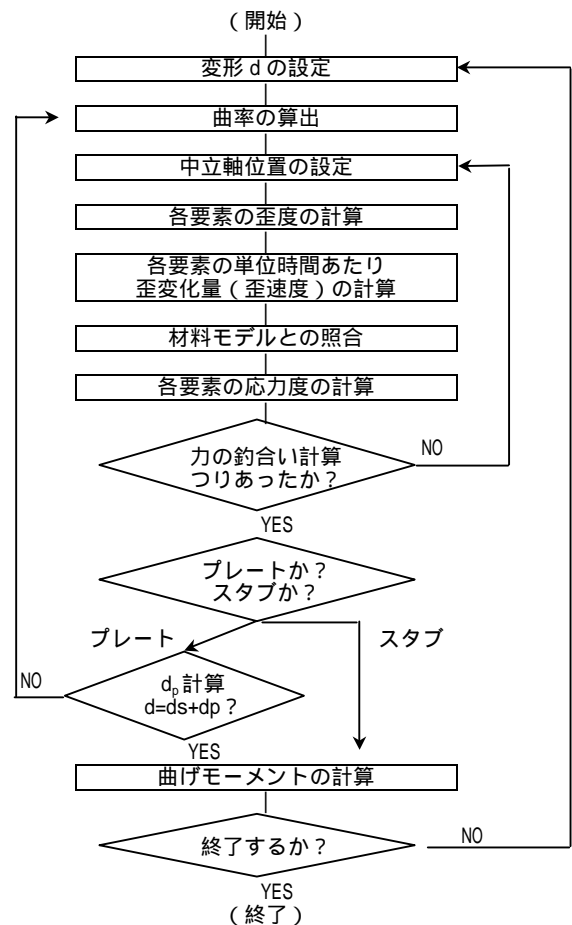 （開始）
変形 d の設定
曲率の算出
中立軸位置の設定
各要素の歪度の計算
各要素の単位時間あたり
歪変化量（歪速度）の計算
材料モデルとの照合
各要素の応力度の計算
力の釣合い計算
つりあったか？
NO
YES
プレートか？
スタブか？
プレート
スタブ
NO
dp計算
d=ds+dp？
YES
曲げモーメントの計算
終了するか？
NO
YES
（終了）